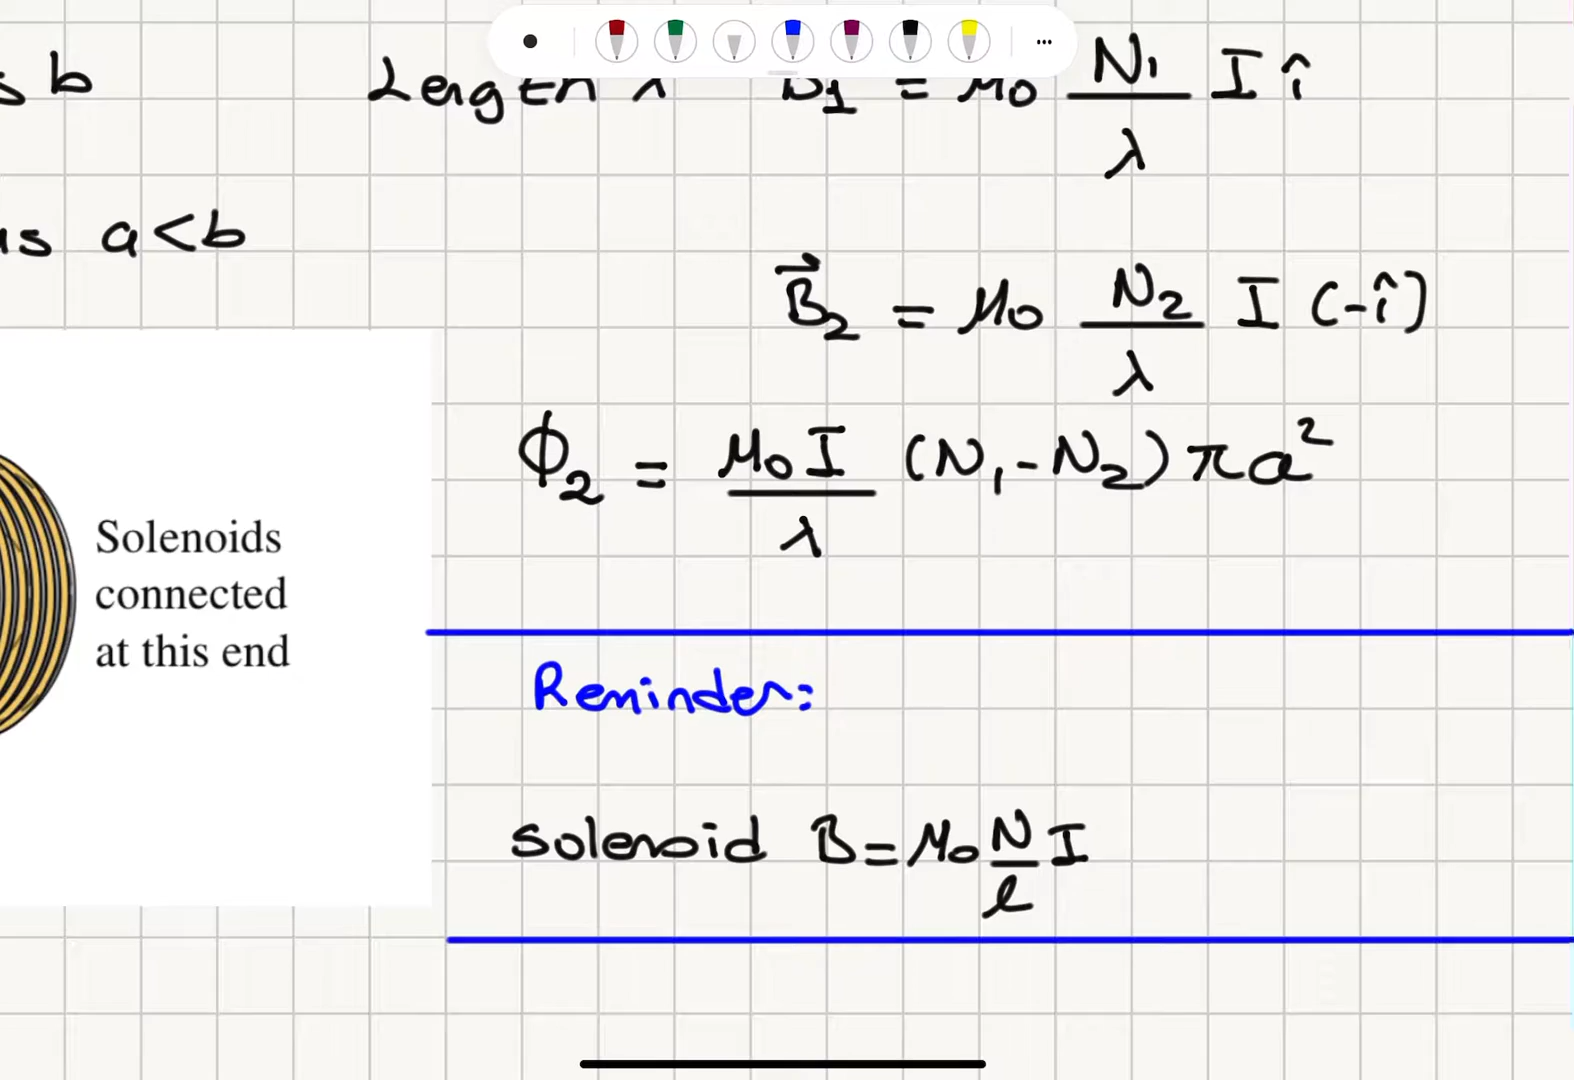 s b Length λ B₁ = μ₀ N₁/λ I î
us a<b
B⃗₂ = μ₀ N₂/λ I (-î)
Φ₂ = μ₀I/λ (N₁-N₂)πa²
Solenoids
connected
at this end
Reminder:
solenoid B=μ₀ N/ℓ I